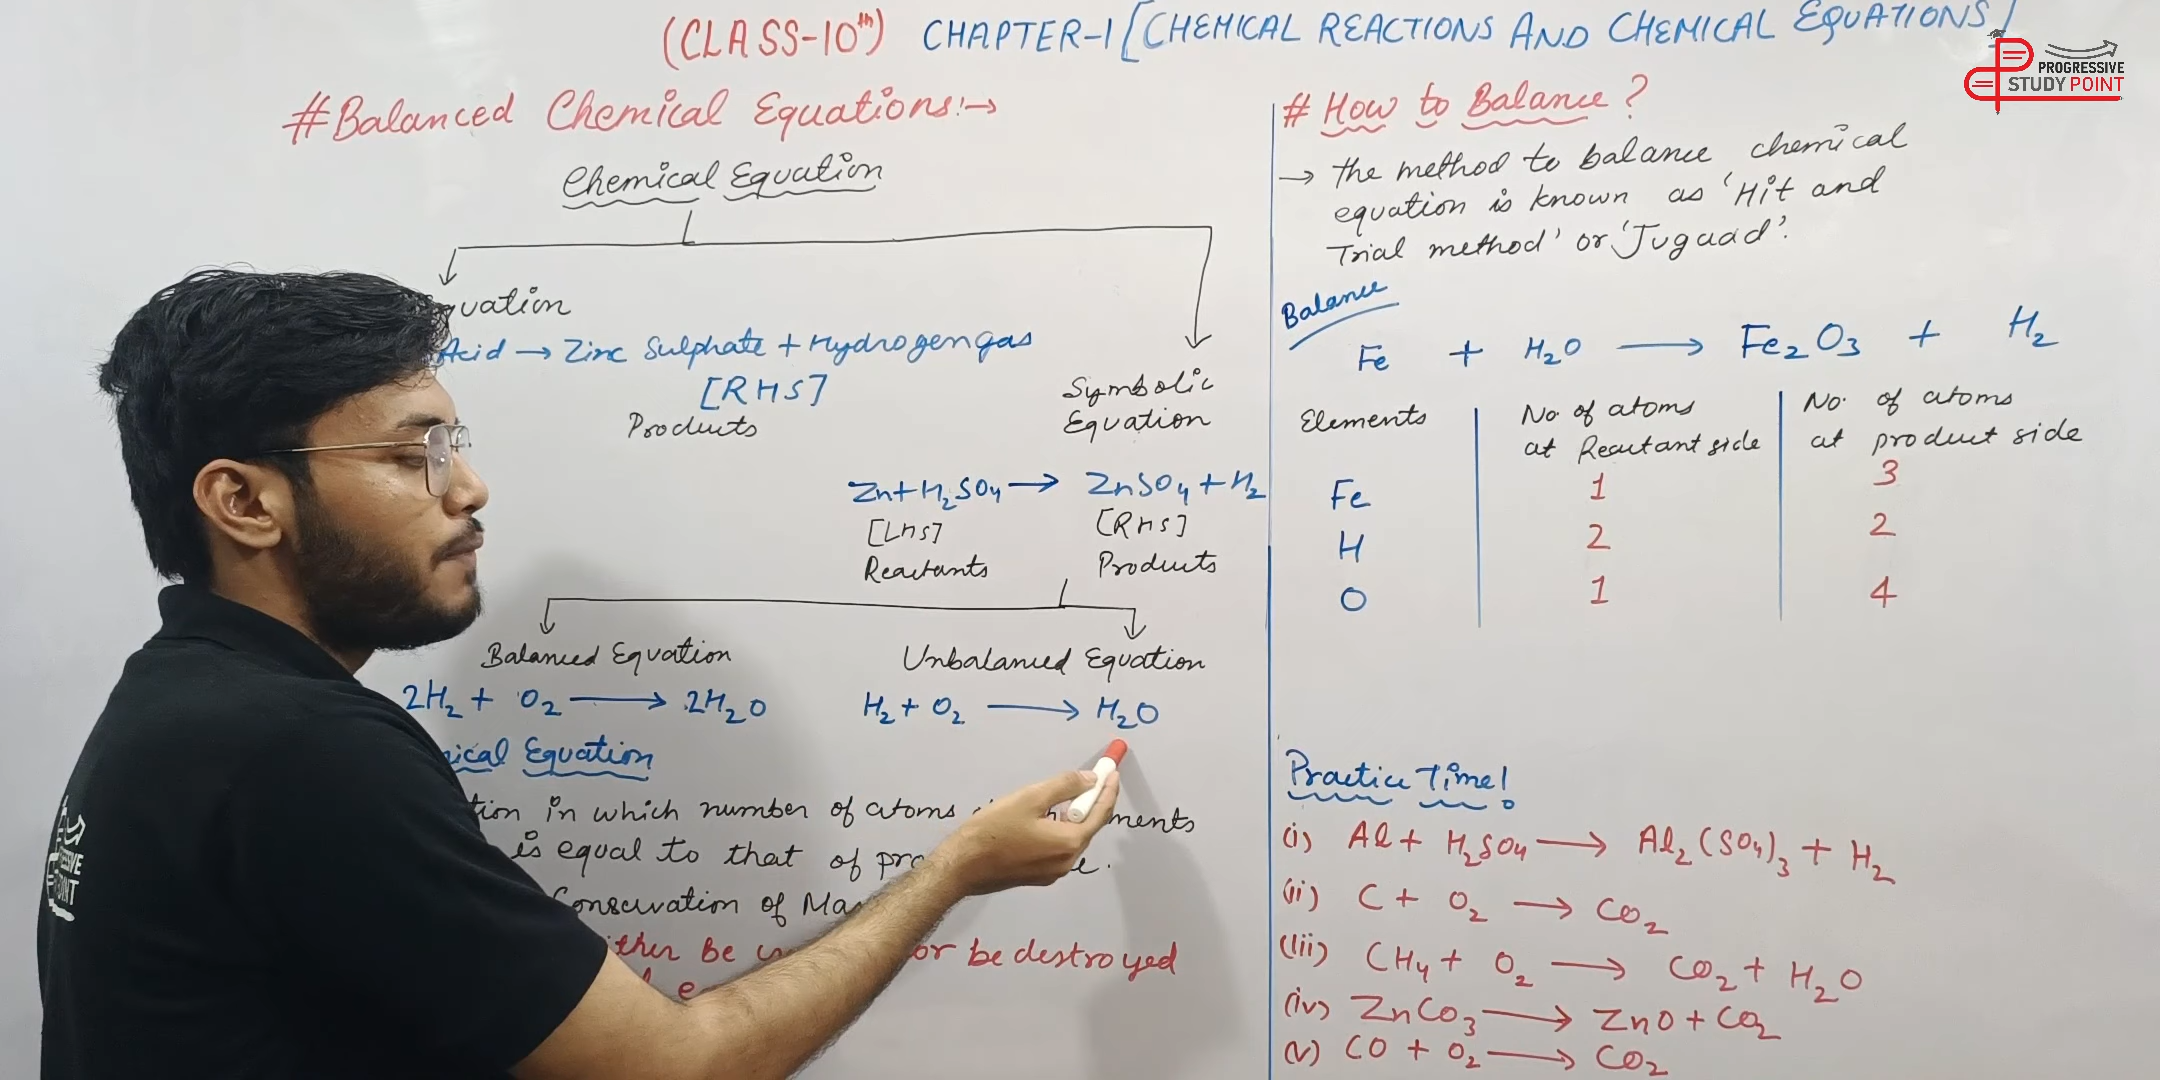 (CLASS-10th) CHAPTER-1 [CHEMICAL REACTIONS AND CHEMICAL EQUATIONS]
PROGRESSIVE
STUDY POINT
#Balanced Chemical Equations:→
Chemical Equation
quation
Acid → Zinc Sulphate + Hydrogen gas
[RHS]
Products
Symbolic
Equation
Zn+H₂SO₄ → ZnSO₄ + H₂
[LHS] [RHS]
Reactants Products
Balanced Equation Unbalanced Equation
2H₂ + O₂ → 2H₂O H₂ + O₂ → H₂O
ical Equation
tion in which number of atoms ments
is equal to that of pro e.
Conservation of Mas
ither be or be destroyed
# How to Balance?
→ the method to balance chemical
equation is known as 'Hit and
Trial method' or 'Jugaad'.
Balance
Fe + H₂O → Fe₂O₃ + H₂
Elements No of atoms at Reactant side No. of atoms at product side
Fe 1 3
H 2 2
O 1 4
Practice Time!
(i) Al + H₂SO₄ → Al₂(SO₄)₃ + H₂
(ii) C + O₂ → CO₂
(iii) CH₄ + O₂ → CO₂ + H₂O
(iv) ZnCO₃ → ZnO + CO₂
(v) CO + O₂ → CO₂